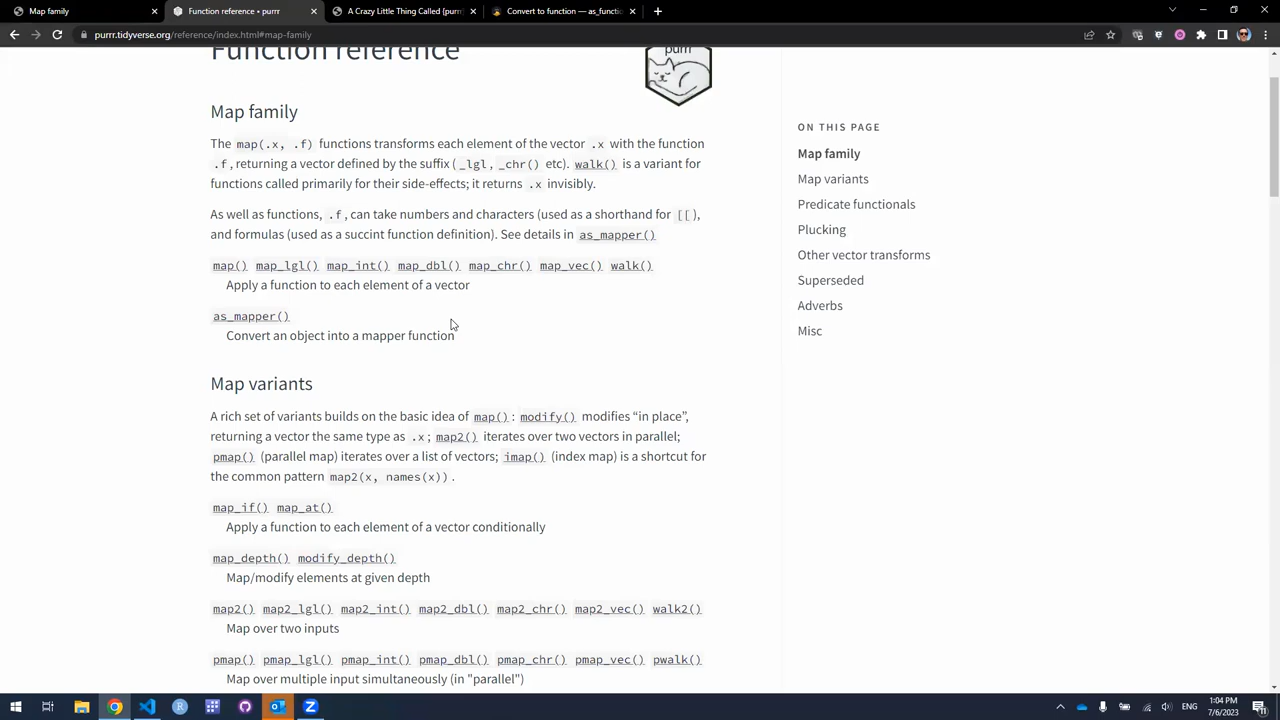 Map family
Function reference
A Crazy Little Thing Called {purrr
Convert to function — as_functio
purrr.tidyverse.org/reference/index.html#map-family
Function reference
purrr
Map family
The map(.x, .f) functions transforms each element of the vector .x with the function
.f, returning a vector defined by the suffix (_lgl, _chr() etc). walk() is a variant for
functions called primarily for their side-effects; it returns .x invisibly.
As well as functions, .f, can take numbers and characters (used as a shorthand for [[),
and formulas (used as a succint function definition). See details in as_mapper()
map() map_lgl() map_int() map_dbl() map_chr() map_vec() walk()
Apply a function to each element of a vector
as_mapper()
Convert an object into a mapper function
Map variants
A rich set of variants builds on the basic idea of map(): modify() modifies “in place”,
returning a vector the same type as .x; map2() iterates over two vectors in parallel;
pmap() (parallel map) iterates over a list of vectors; imap() (index map) is a shortcut for
the common pattern map2(x, names(x)).
map_if() map_at()
Apply a function to each element of a vector conditionally
map_depth() modify_depth()
Map/modify elements at given depth
map2() map2_lgl() map2_int() map2_dbl() map2_chr() map2_vec() walk2()
Map over two inputs
pmap() pmap_lgl() pmap_int() pmap_dbl() pmap_chr() pmap_vec() pwalk()
Map over multiple input simultaneously (in "parallel")
ON THIS PAGE
Map family
Map variants
Predicate functionals
Plucking
Other vector transforms
Superseded
Adverbs
Misc
1:04 PM
7/6/2023